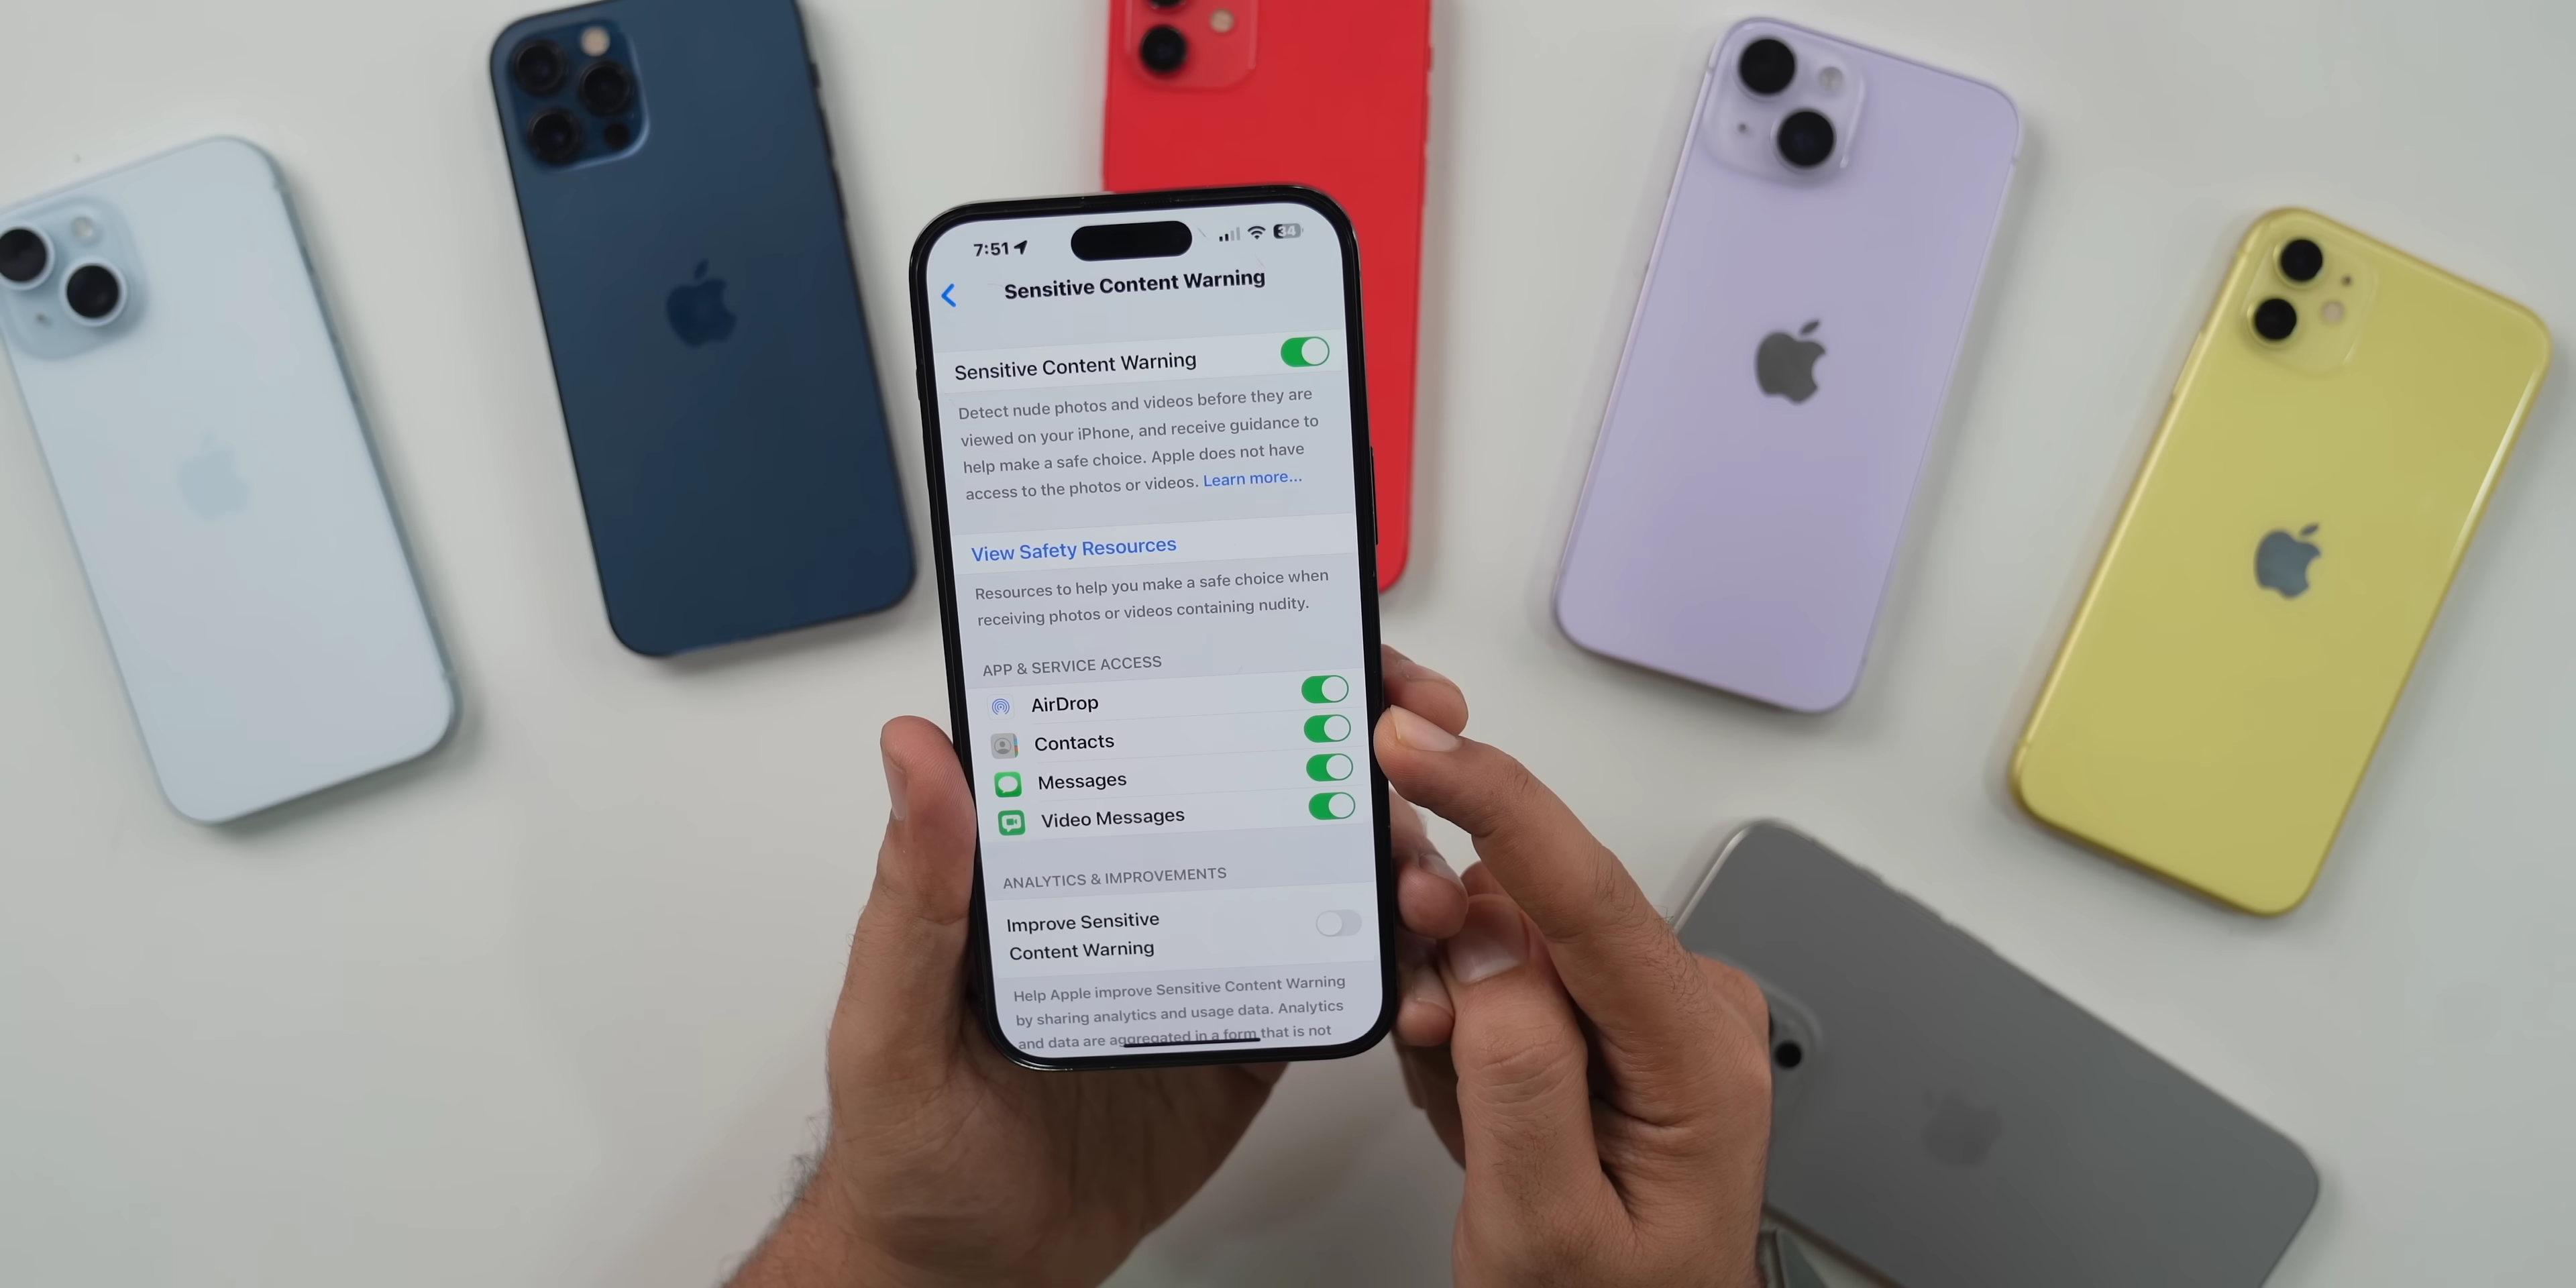 7:51
34
Sensitive Content Warning
Sensitive Content Warning
Detect nude photos and videos before they are
viewed on your iPhone, and receive guidance to
help make a safe choice. Apple does not have
access to the photos or videos. Learn more...
View Safety Resources
Resources to help you make a safe choice when
receiving photos or videos containing nudity.
APP & SERVICE ACCESS
AirDrop
Contacts
Messages
Video Messages
ANALYTICS & IMPROVEMENTS
Improve Sensitive
Content Warning
Help Apple improve Sensitive Content Warning
by sharing analytics and usage data. Analytics
and data are aggregated in a form that is not